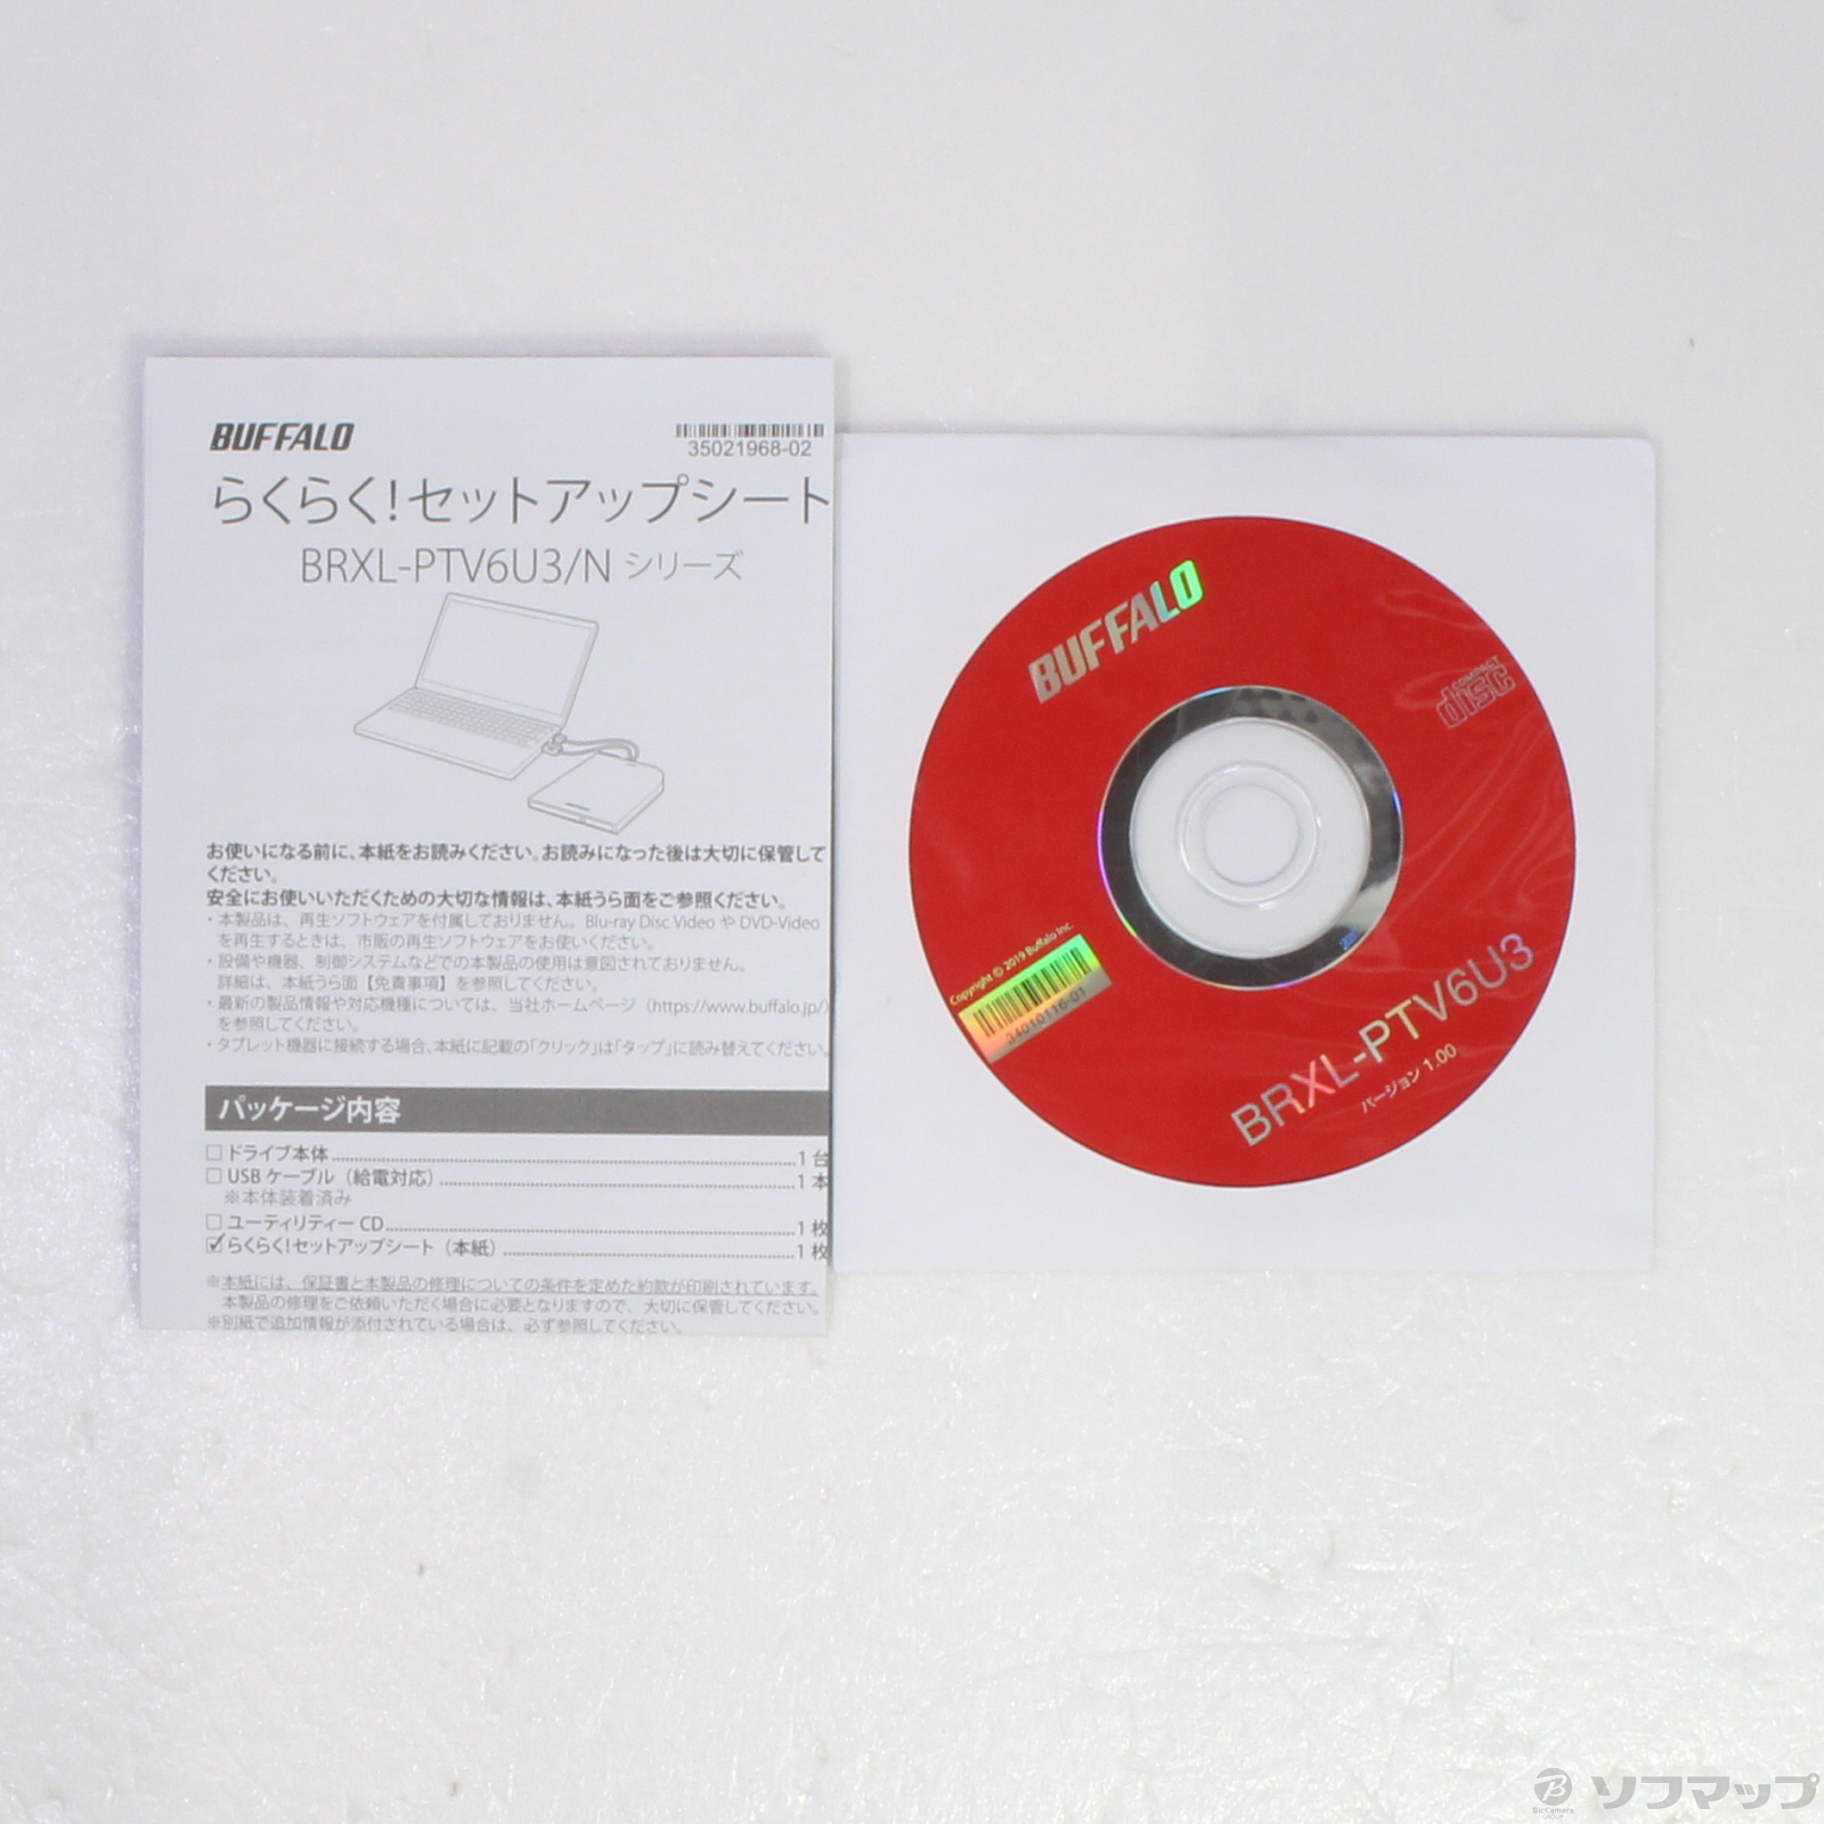 BUFFALO
35021968-02
らくらく!セットアップシート
BRXL-PTV6U3/N シリーズ
お使いになる前に、本紙をお読みください。お読みになった後は大切に保管して
ください。
安全にお使いいただくための大切な情報は、本紙うら面をご参照ください。
・本製品は、再生ソフトウェアを付属しておりません。Blu-ray Disc Video や DVD-Video
を再生するときは、市販の再生ソフトウェアをお使いください。
・設備や機器、制御システムなどでの本製品の使用は意図されておりません。
詳細は、本紙うら面【免責事項】を参照してください。
・最新の製品情報や対応機種については、当社ホームページ（https://www.buffalo.jp/）
を参照してください。
・タブレット機器に接続する場合、本紙に記載の「クリック」は「タップ」に読み替えてください。
パッケージ内容
□ ドライブ本体 1 台
□ USB ケーブル（給電対応） 1 本
※本体装着済み
□ ユーティリティー CD 1 枚
☑ らくらく!セットアップシート（本紙） 1 枚
※本紙には、保証書と本製品の修理についての条件を定めた約款が印刷されています。
本製品の修理をご依頼いただく場合に必要となりますので、大切に保管してください。
※別紙で追加情報が添付されている場合は、必ず参照してください。
BUFFALO
COMPACT
disc
Copyright © 2019 Buffalo Inc.
34010116-01
BRXL-PTV6U3
バージョン 1.00
BicCamera
GROUP
ソフマップ